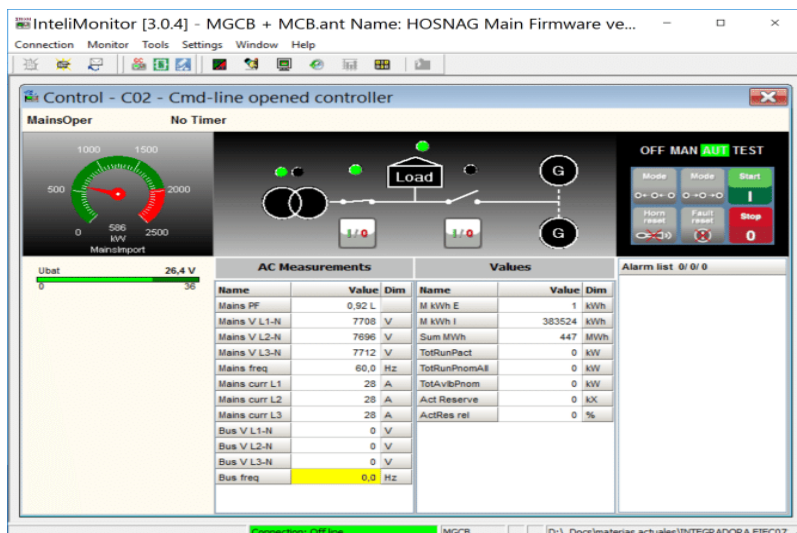 InteliMonitor [3.0.4] - MGCB + MCB.ant Name: HOSNAG Main Firmware ve...
Connection Monitor Tools Settings Window Help
Control - C02 - Cmd-line opened controller
MainsOper No Timer
1000 1500
500 2000
0 586 2500
kW
MainsImport
Load
G
G
I/O
I/O
OFF MAN AUT TEST
Mode Mode Start
I
Horn reset Fault reset Stop
0
Ubat 26,4 V
0 36
AC Measurements
Name Value Dim
Mains PF 0,92 L
Mains V L1-N 7708 V
Mains V L2-N 7696 V
Mains V L3-N 7712 V
Mains freq 60,0 Hz
Mains curr L1 28 A
Mains curr L2 28 A
Mains curr L3 28 A
Bus V L1-N 0 V
Bus V L2-N 0 V
Bus V L3-N 0 V
Bus freq 0,0 Hz
Values
Name Value Dim
M kWh E 1 kWh
M kWh I 383524 kWh
Sum MWh 447 MWh
TotRunPact 0 kW
TotRunPnomAll 0 kW
TotAvlbPnom 0 kW
Act Reserve 0 kX
ActRes rel 0 %
Alarm list 0/ 0/ 0
Connection: Off line MGCB D:\_Docs\materias actuales\INTEGRADORA EIEC07